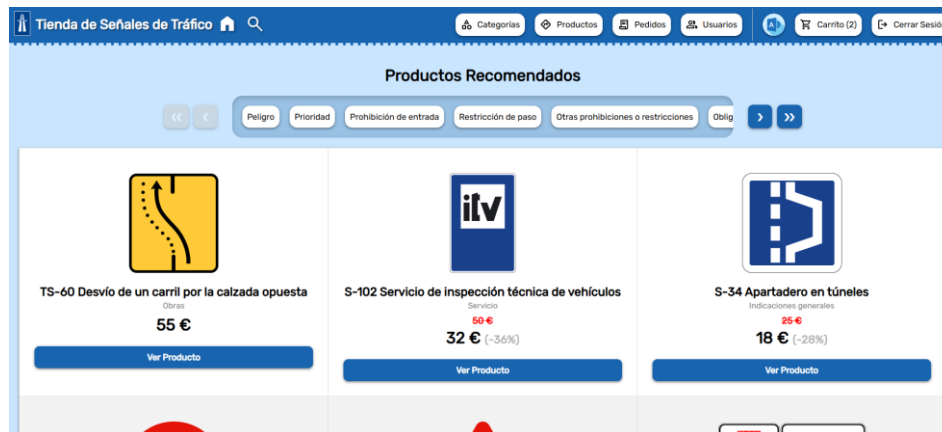 Tienda de Señales de Tráfico
Categorías
Productos
Pedidos
Usuarios
Carrito (2)
Cerrar Sesió
Productos Recomendados
«
‹
Peligro
Prioridad
Prohibición de entrada
Restricción de paso
Otras prohibiciones o restricciones
Oblig
›
»
itv
TS-60 Desvío de un carril por la calzada opuesta
Obras
55 €
Ver Producto
S-102 Servicio de inspección técnica de vehículos
Servicio
50 €
32 € (-36%)
Ver Producto
S-34 Apartadero en túneles
Indicaciones generales
25 €
18 € (-28%)
Ver Producto